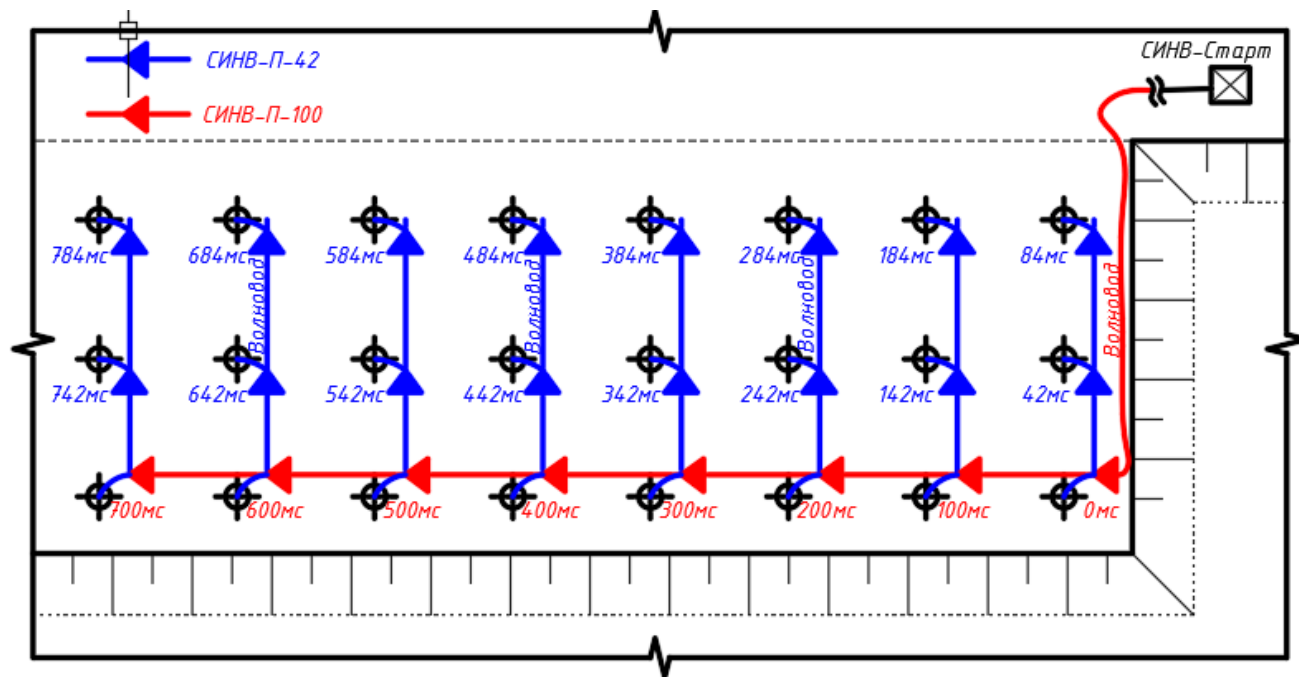 СИНВ-П-42
СИНВ-П-100
СИНВ-Старт
784мс
684мс
584мс
484мс
384мс
284мс
184мс
84мс
Волновод
Волновод
Волновод
Волновод
742мс
642мс
542мс
442мс
342мс
242мс
142мс
42мс
700мс
600мс
500мс
400мс
300мс
200мс
100мс
0мс